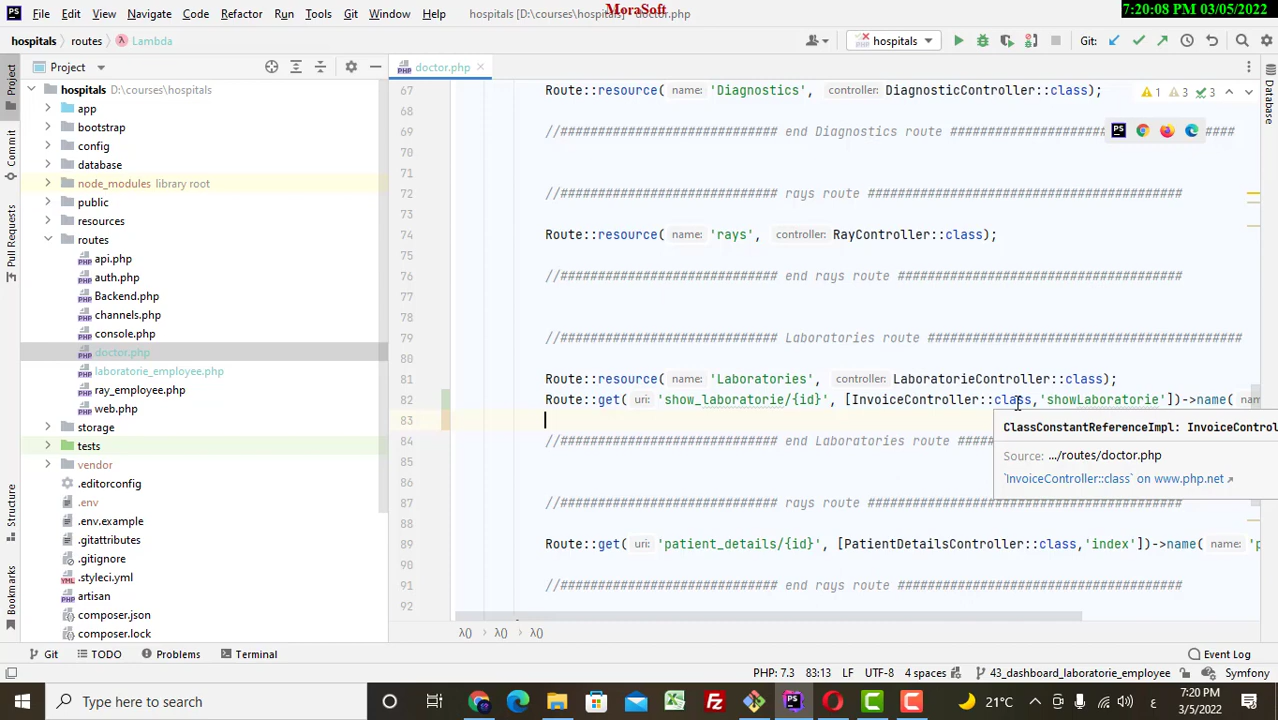 MoraSoft
7:20:08 PM 03/05/2022
File Edit View Navigate Code Refactor Run Tools Git Window Help hospitals [D:\courses\hospitals] - doctor.php
hospitals routes Lambda hospitals Git:
Project doctor.php
hospitals D:\courses\hospitals
app
bootstrap
config
database
node_modules library root
public
resources
routes
api.php
auth.php
Backend.php
channels.php
console.php
doctor.php
laboratorie_employee.php
ray_employee.php
web.php
storage
tests
vendor
.editorconfig
.env
.env.example
.gitattributes
.gitignore
.styleci.yml
artisan
composer.json
composer.lock
Project
Commit
Pull Requests
Structure
Bookmarks
Database
1 3 3
67 Route::resource( name: 'Diagnostics', controller: DiagnosticController::class);
68
69 //############################ end Diagnostics route
70
71
72 //############################ rays route ########################################
73
74 Route::resource( name: 'rays', controller: RayController::class);
75
76 //############################ end rays route ####################################
77
78
79 //############################ Laboratories route ########################################
80
81 Route::resource( name: 'Laboratories', controller: LaboratorieController::class);
82 Route::get( uri: 'show_laboratorie/{id}', [InvoiceController::class,'showLaboratorie'])->name(
83
84 //############################ end Laboratories route
85
86
87 //############################ rays route ########################################
88
89 Route::get( uri: 'patient_details/{id}', [PatientDetailsController::class,'index'])->name( name: 'p
90
91 //############################ end rays route ####################################
92
ClassConstantReferenceImpl: InvoiceControl
Source: .../routes/doctor.php
`InvoiceController::class` on www.php.net
λ() λ() λ()
Git TODO Problems Terminal Event Log
PHP: 7.3 83:13 LF UTF-8 4 spaces 43_dashboard_laboratorie_employee Symfony
Type here to search
21°C ع 7:20 PM
3/5/2022